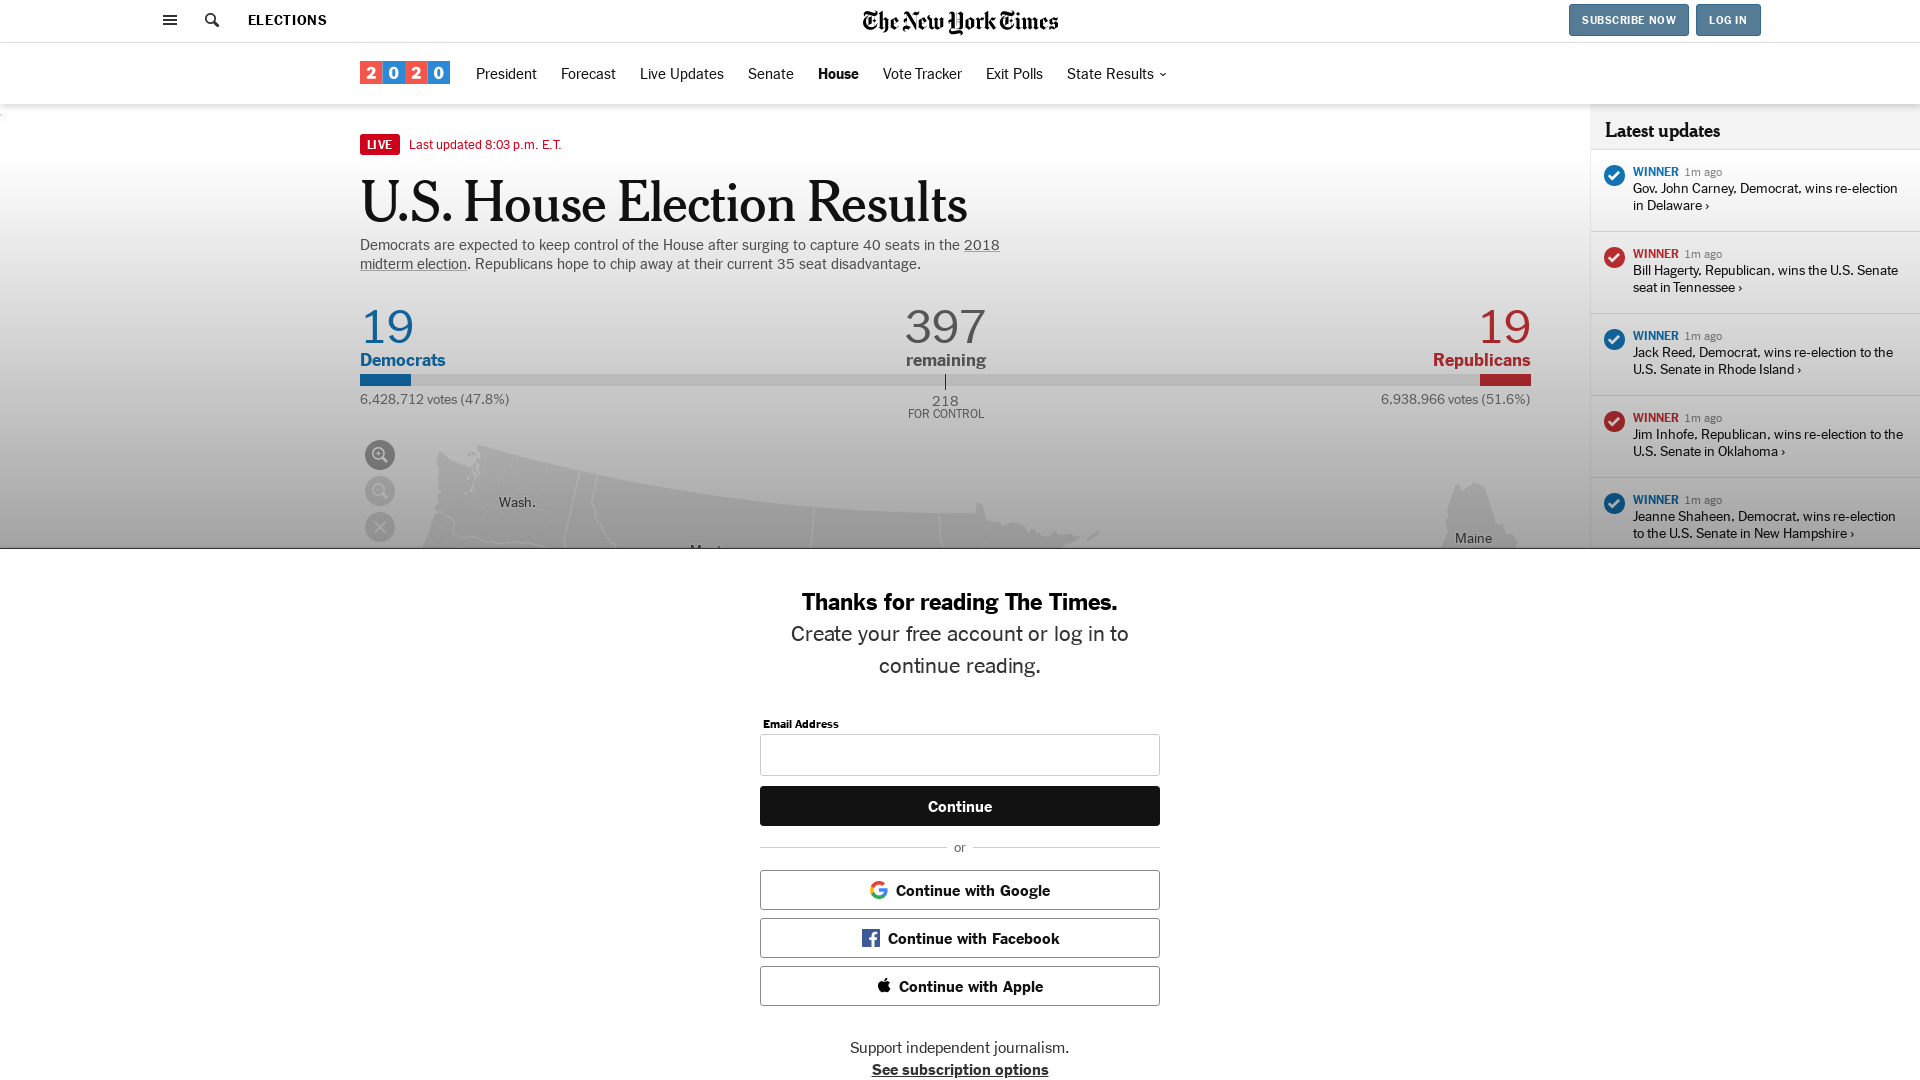 ELECTIONS
The New York Times
SUBSCRIBE NOW
LOG IN
2020
President
Forecast
Live Updates
Senate
House
Vote Tracker
Exit Polls
State Results
LIVE
Last updated 8:03 p.m. E.T.
U.S. House Election Results
Democrats are expected to keep control of the House after surging to capture 40 seats in the 2018
midterm election. Republicans hope to chip away at their current 35 seat disadvantage.
19
Democrats
397
remaining
19
Republicans
6,428,712 votes (47.8%)
218
FOR CONTROL
6,938,966 votes (51.6%)
Wash.
Maine
Latest updates
WINNER 1m ago
Gov. John Carney, Democrat, wins re-election
in Delaware ›
WINNER 1m ago
Bill Hagerty, Republican, wins the U.S. Senate
seat in Tennessee ›
WINNER 1m ago
Jack Reed, Democrat, wins re-election to the
U.S. Senate in Rhode Island ›
WINNER 1m ago
Jim Inhofe, Republican, wins re-election to the
U.S. Senate in Oklahoma ›
WINNER 1m ago
Jeanne Shaheen, Democrat, wins re-election
to the U.S. Senate in New Hampshire ›
Thanks for reading The Times.
Create your free account or log in to
continue reading.
Email Address
Continue
or
Continue with Google
Continue with Facebook
Continue with Apple
Support independent journalism.
See subscription options